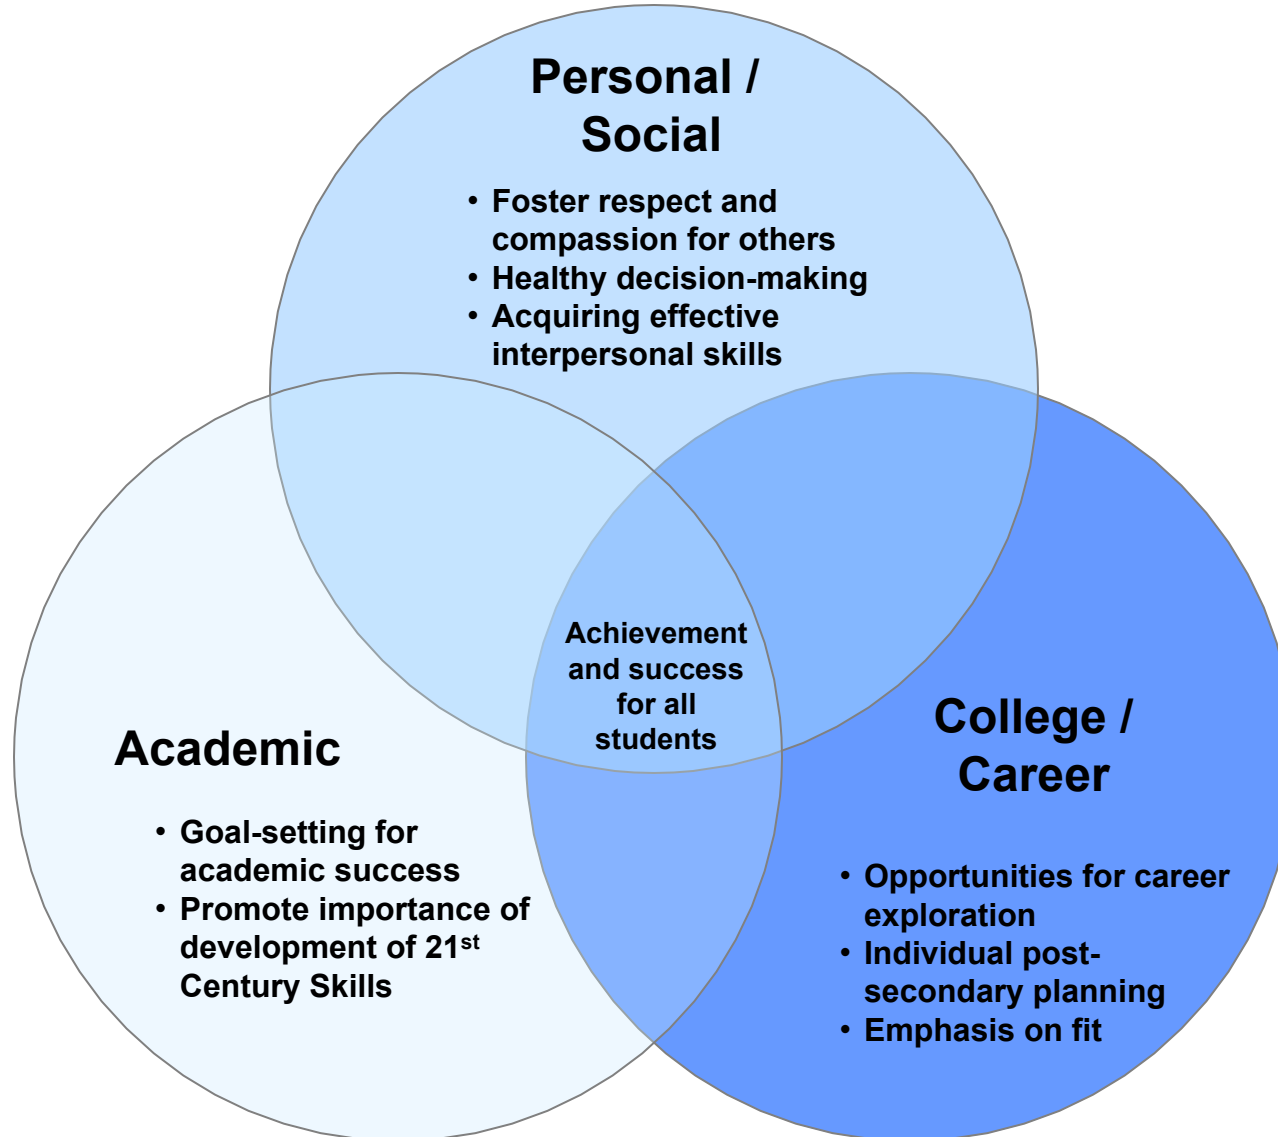 Personal /
Social
• Foster respect and
compassion for others
• Healthy decision-making
• Acquiring effective
interpersonal skills
Achievement
and success
for all
students
Academic
• Goal-setting for
academic success
• Promote importance of
development of 21st
Century Skills
College /
Career
• Opportunities for career
exploration
• Individual post-
secondary planning
• Emphasis on fit